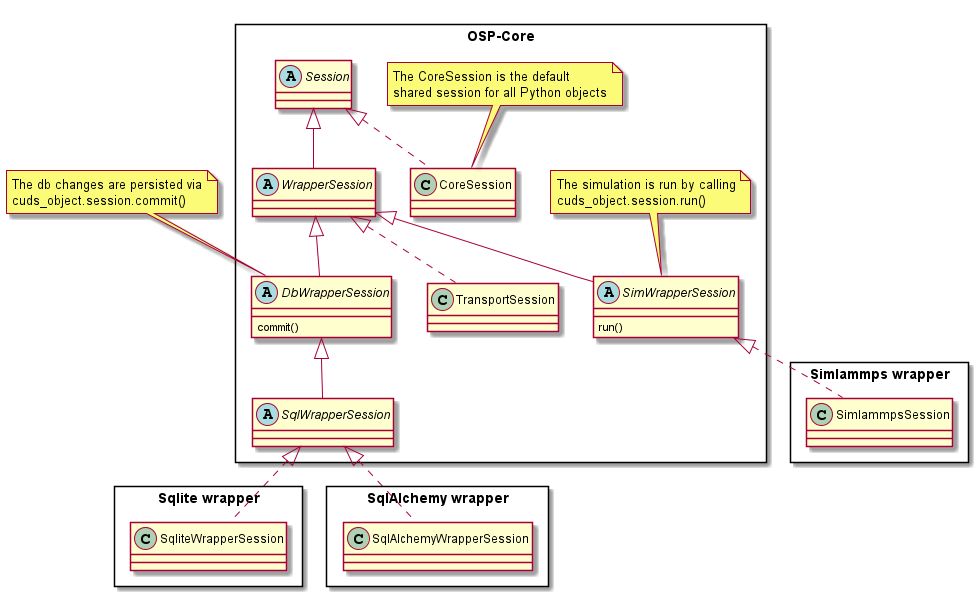 OSP-Core
A Session
The CoreSession is the default
shared session for all Python objects
The db changes are persisted via
cuds_object.session.commit()
A WrapperSession
C CoreSession
The simulation is run by calling
cuds_object.session.run()
A DbWrapperSession
commit()
C TransportSession
A SimWrapperSession
run()
Simlammps wrapper
C SimlammpsSession
A SqlWrapperSession
Sqlite wrapper
C SqliteWrapperSession
SqlAlchemy wrapper
C SqlAlchemyWrapperSession